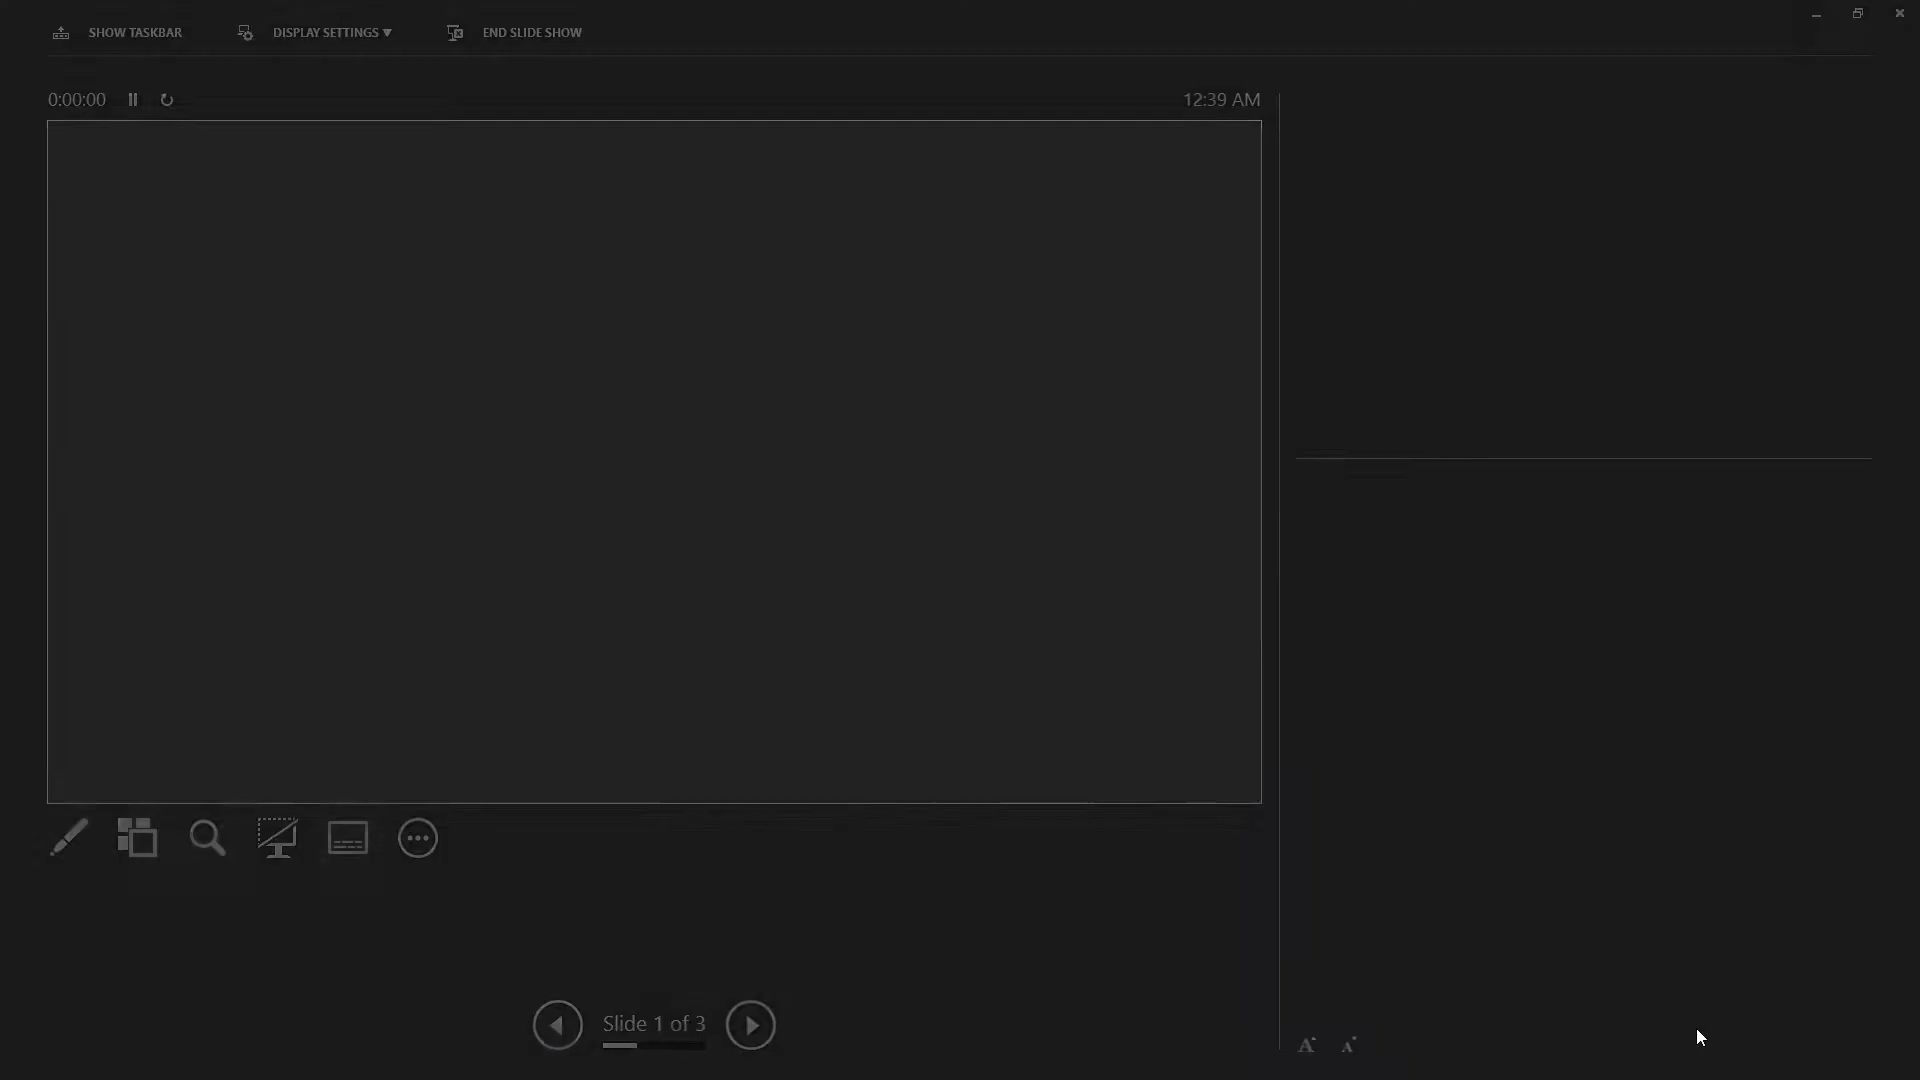 SHOW TASKBAR
DISPLAY SETTINGS ▼
END SLIDE SHOW
0:00:00
12:39 AM
Slide 1 of 3
A A